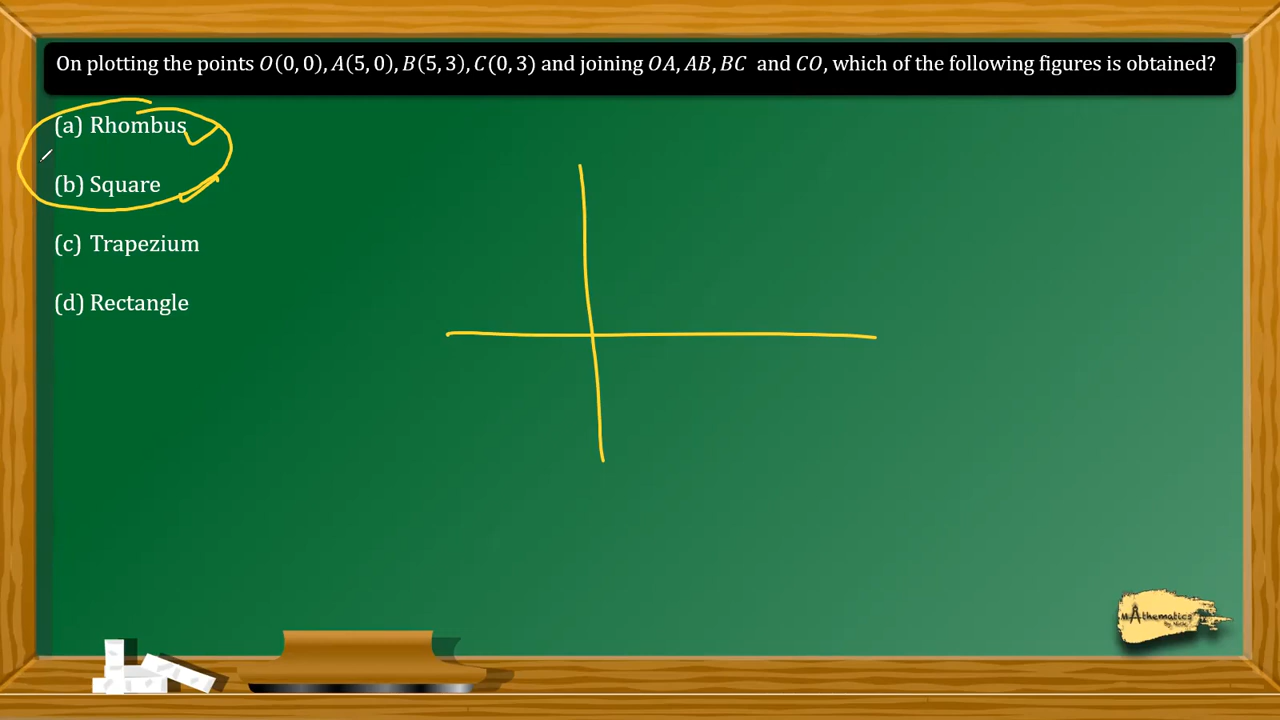 On plotting the points O(0, 0), A(5, 0), B(5, 3), C(0, 3) and joining OA, AB, BC and CO, which of the following figures is obtained?
(a) Rhombus
(b) Square
(c) Trapezium
(d) Rectangle
MAthematics